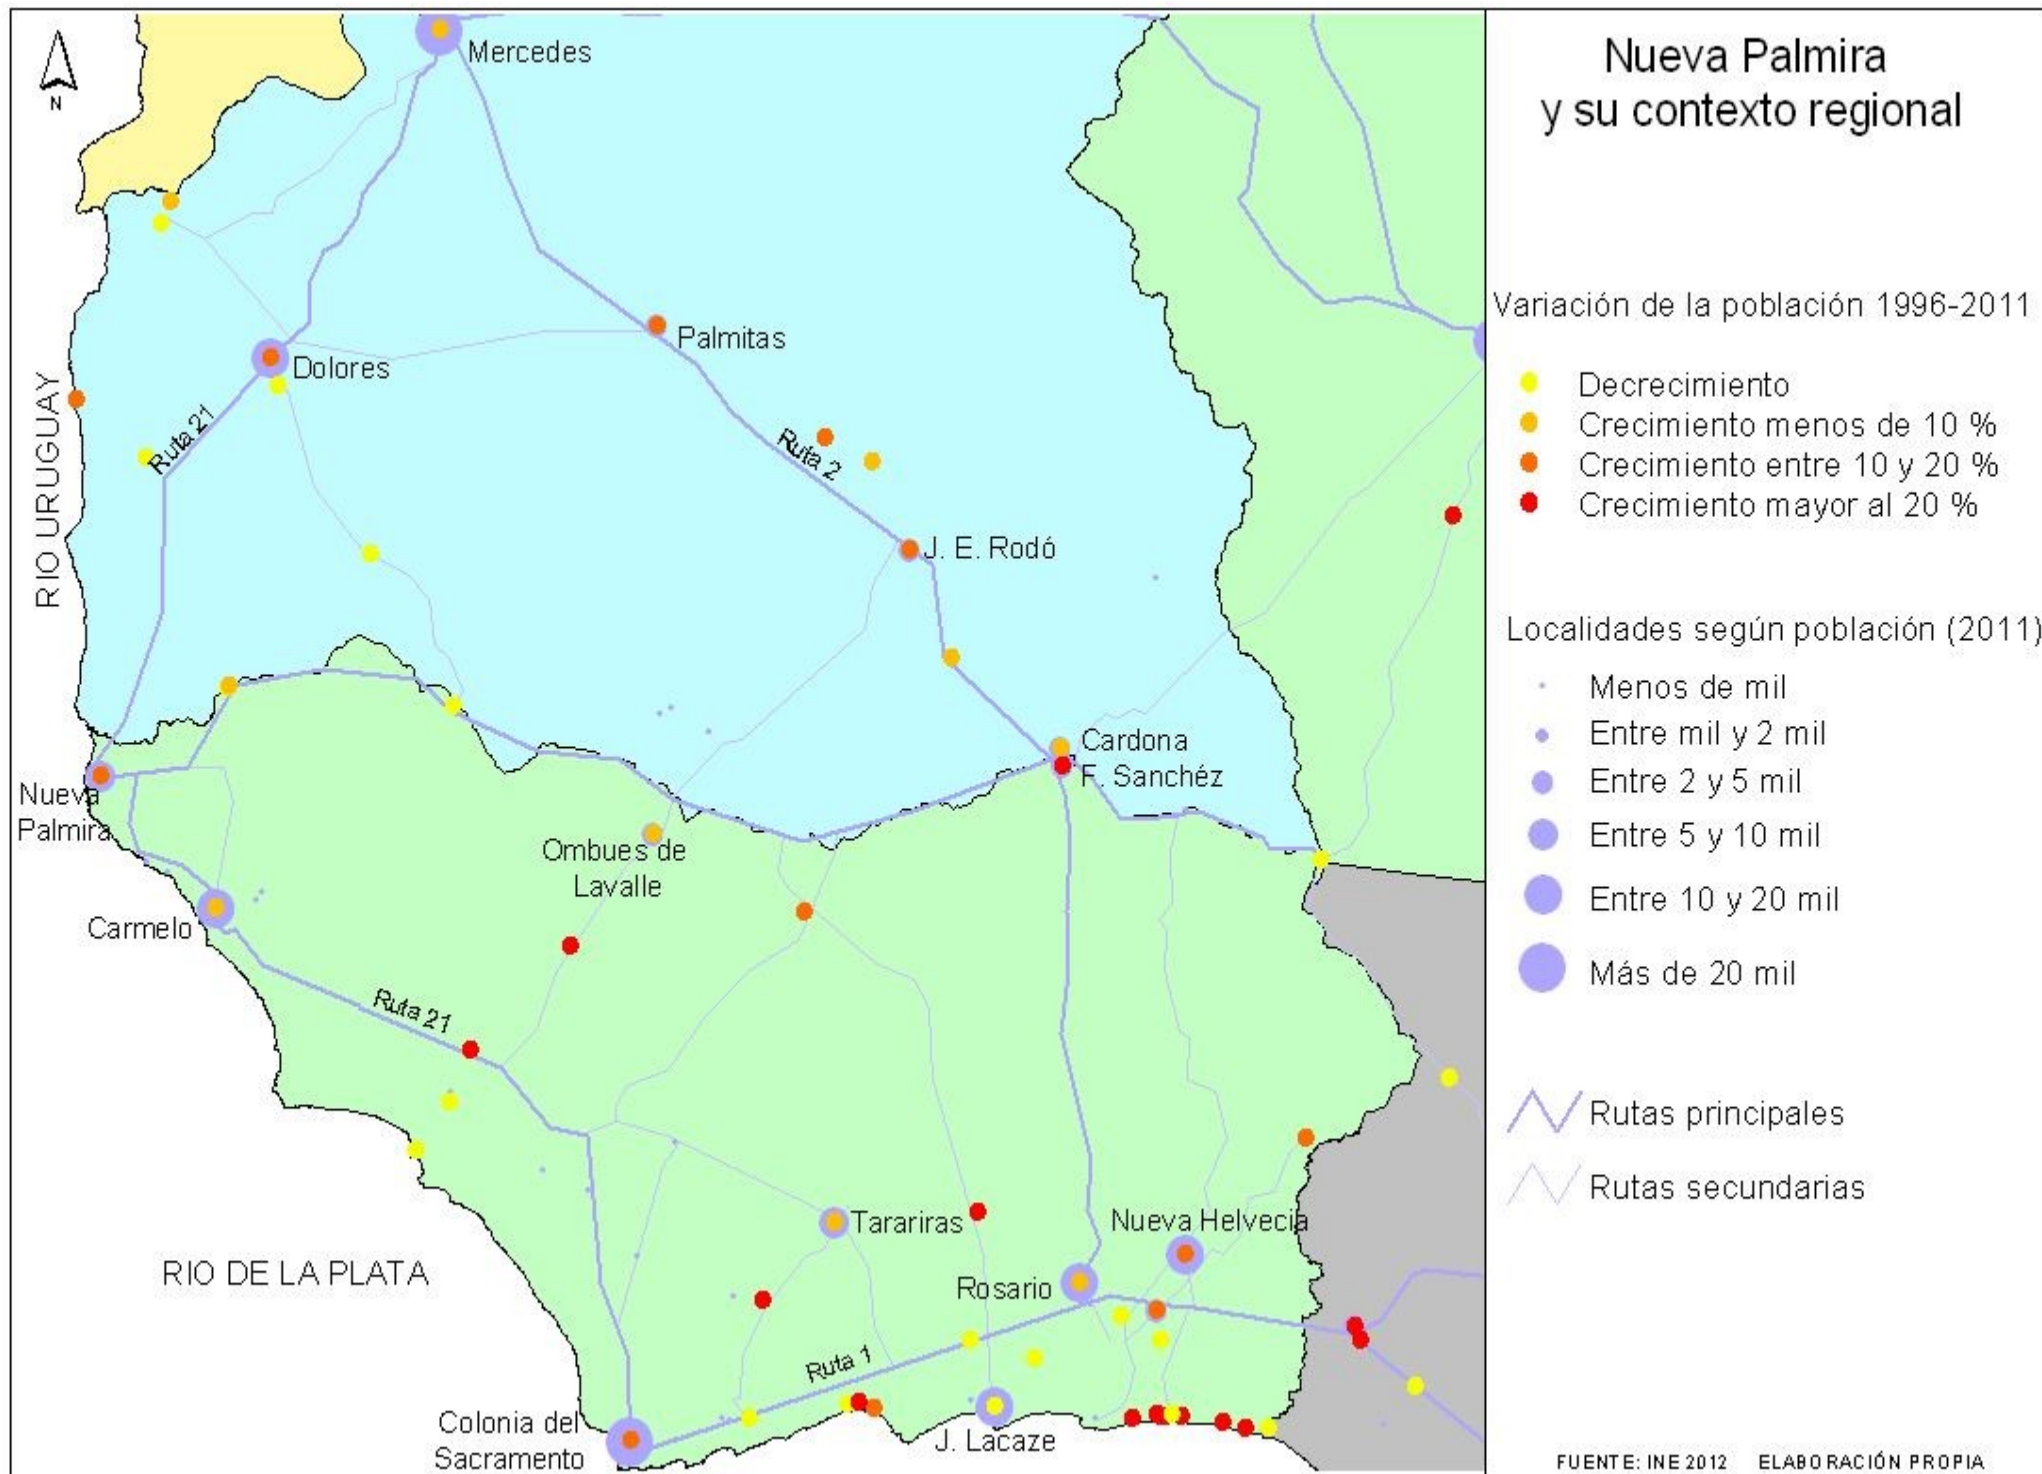 Nueva Palmira
y su contexto regional
N
Mercedes
Palmitas
Dolores
RIO URUGUAY
Ruta 21
Ruta 2
J. E. Rodó
Cardona
F. Sanchéz
Nueva
Palmira
Ombues de
Lavalle
Carmelo
Ruta 21
Tarariras
Nueva Helvecia
RIO DE LA PLATA
Rosario
Ruta 1
Colonia del
Sacramento
J. Lacaze
Variación de la población 1996-2011
Decrecimiento
Crecimiento menos de 10 %
Crecimiento entre 10 y 20 %
Crecimiento mayor al 20 %
Localidades según población (2011)
Menos de mil
Entre mil y 2 mil
Entre 2 y 5 mil
Entre 5 y 10 mil
Entre 10 y 20 mil
Más de 20 mil
Rutas principales
Rutas secundarias
FUENTE: INE 2012 ELABORACIÓN PROPIA